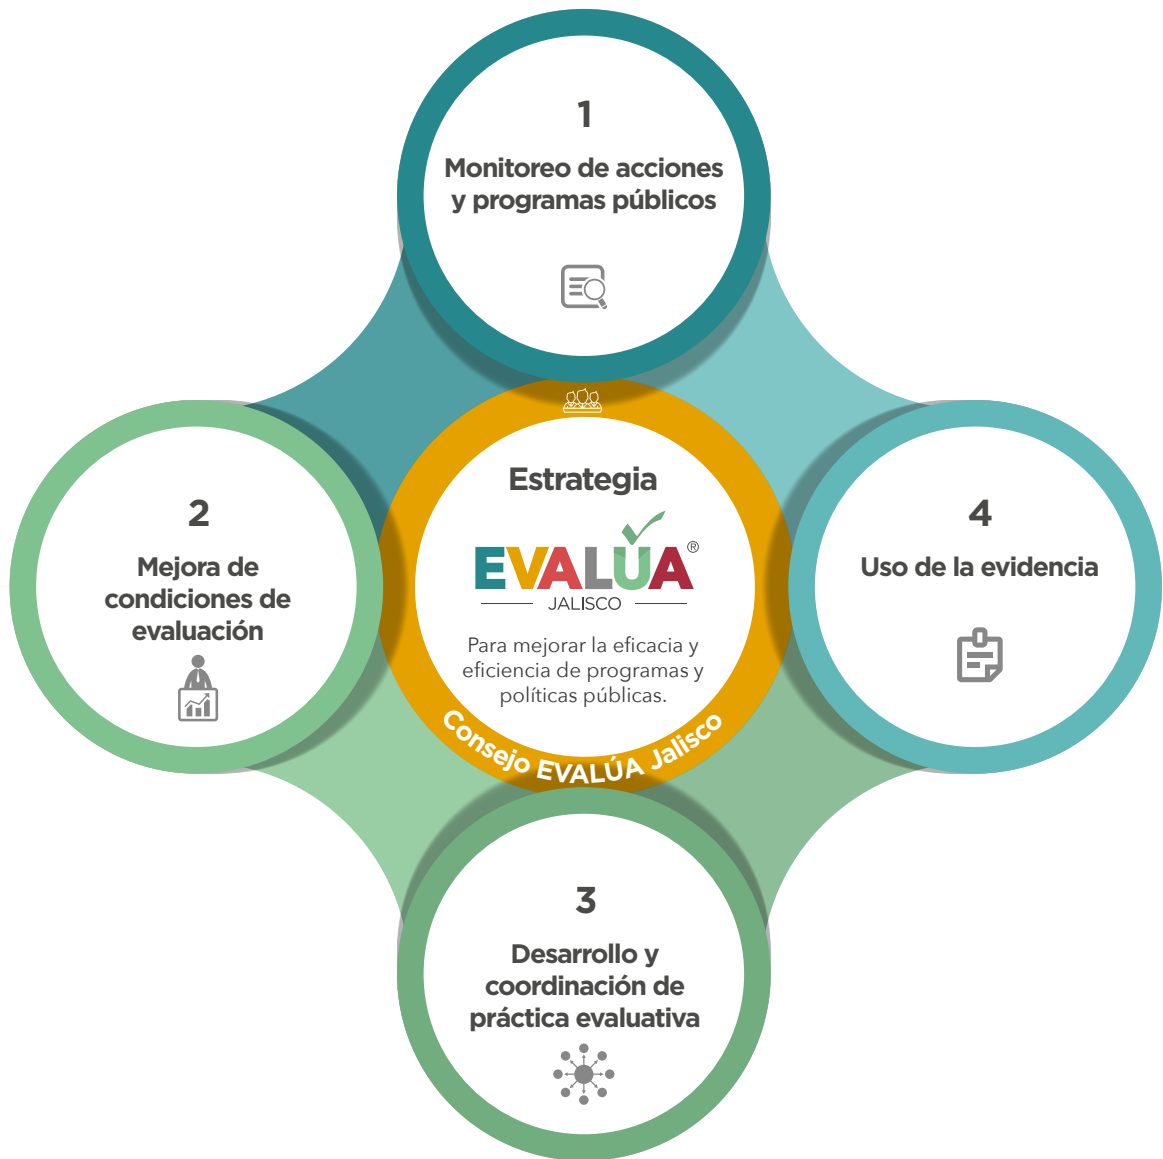 1
Monitoreo de acciones
y programas públicos
2
Mejora de
condiciones de
evaluación
Estrategia
EVALÚA®
JALISCO
Para mejorar la eficacia y
eficiencia de programas y
políticas públicas.
Consejo EVALÚA Jalisco
4
Uso de la evidencia
3
Desarrollo y
coordinación de
práctica evaluativa